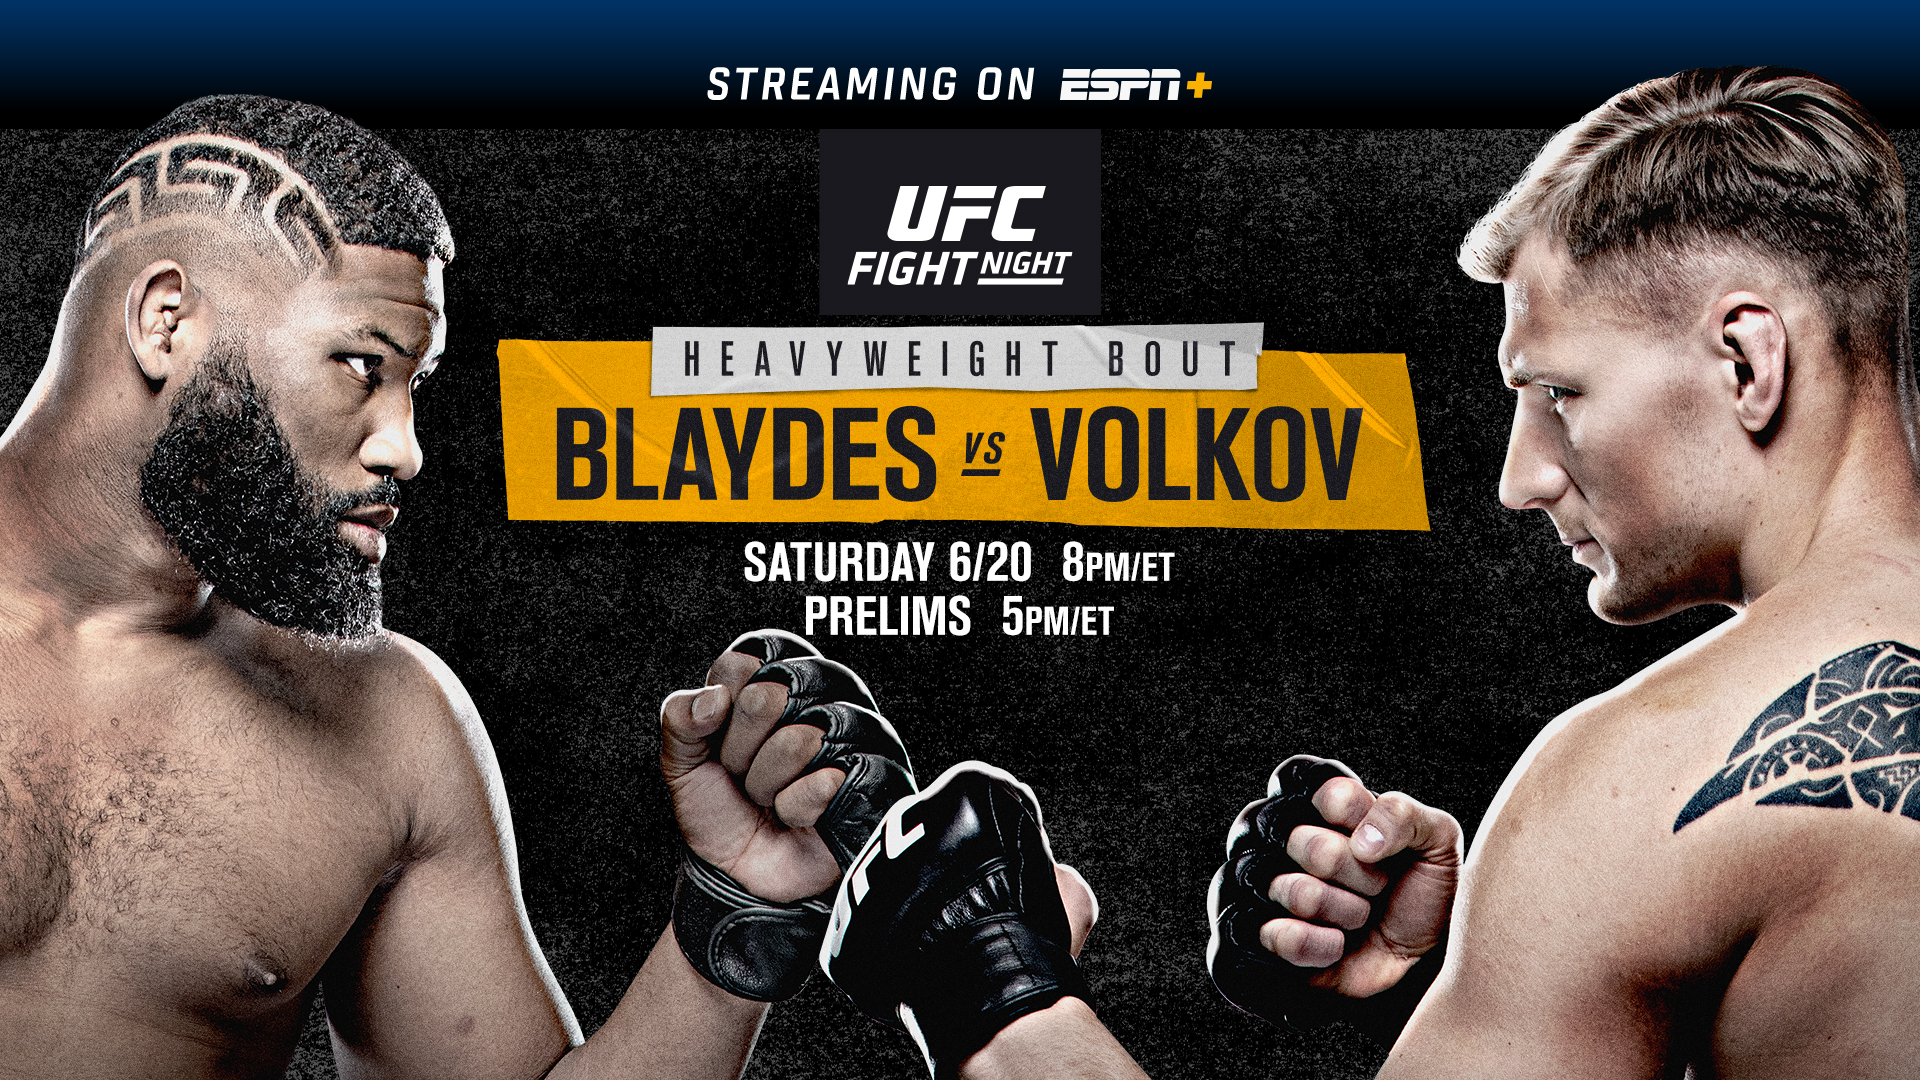 STREAMING ON ESPN+
UFC
FIGHT NIGHT
HEAVYWEIGHT BOUT
BLAYDES VS VOLKOV
SATURDAY 6/20 8PM/ET
PRELIMS 5PM/ET
UFC